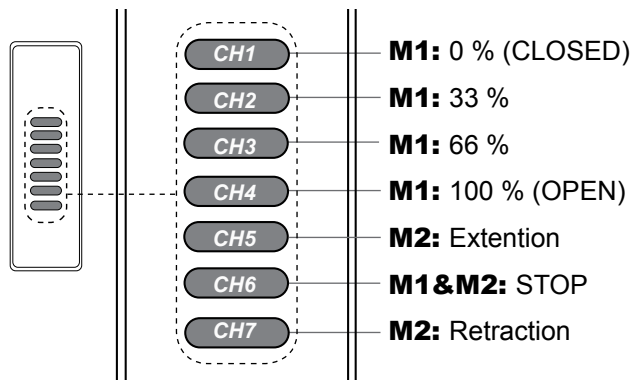 CH1 M1: 0 % (CLOSED)
CH2 M1: 33 %
CH3 M1: 66 %
CH4 M1: 100 % (OPEN)
CH5 M2: Extention
CH6 M1&M2: STOP
CH7 M2: Retraction